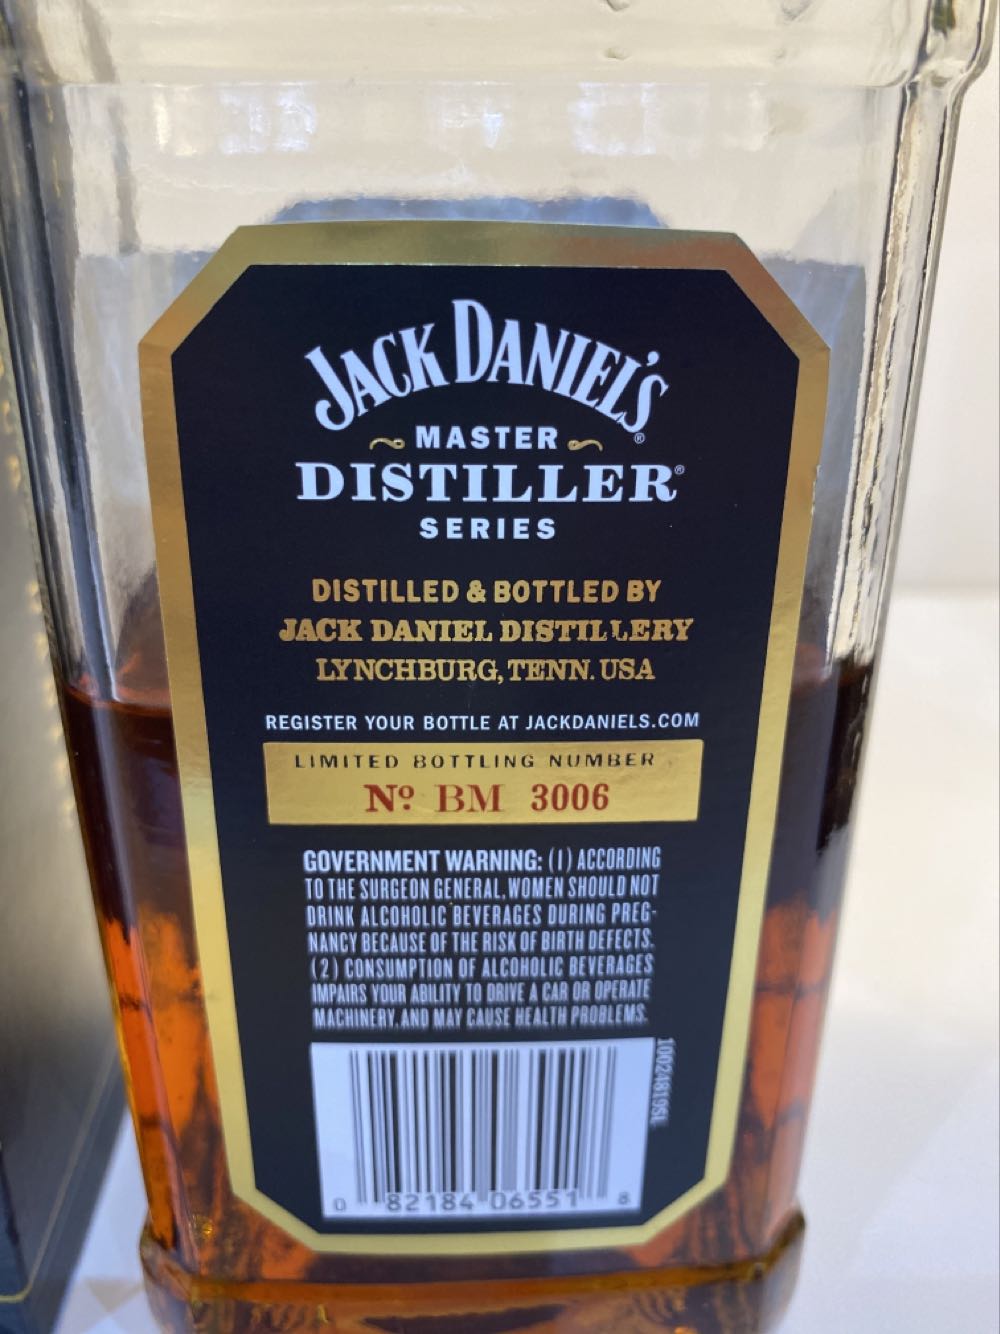 JACK DANIEL'S®
MASTER
DISTILLER®
SERIES
DISTILLED & BOTTLED BY
JACK DANIEL DISTILLERY
LYNCHBURG, TENN. USA
REGISTER YOUR BOTTLE AT JACKDANIELS.COM
LIMITED BOTTLING NUMBER
Nº BM 3006
GOVERNMENT WARNING: (1) ACCORDING
TO THE SURGEON GENERAL, WOMEN SHOULD NOT
DRINK ALCOHOLIC BEVERAGES DURING PREG-
NANCY BECAUSE OF THE RISK OF BIRTH DEFECTS.
(2) CONSUMPTION OF ALCOHOLIC BEVERAGES
IMPAIRS YOUR ABILITY TO DRIVE A CAR OR OPERATE
MACHINERY, AND MAY CAUSE HEALTH PROBLEMS.
0 82184 06551 8